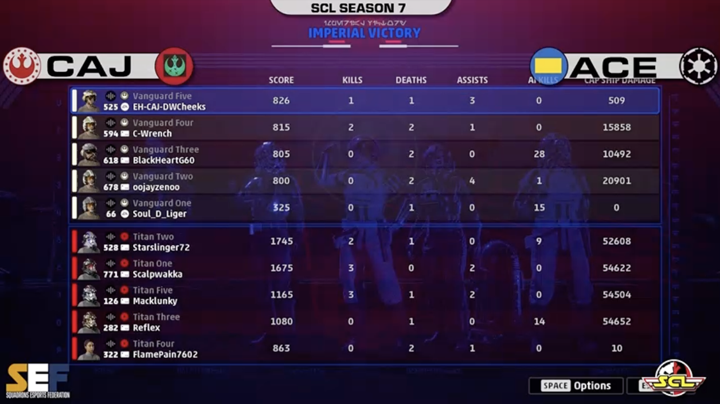 SCL SEASON 7
IMPERIAL VICTORY
CAJ
ACE
SCORE KILLS DEATHS ASSISTS AI KILLS CAP SHIP DAMAGE
Vanguard Five
525 EH-CAJ-DWCheeks 826 1 1 3 0 509
Vanguard Four
594 C-Wrench 815 2 2 1 0 15858
Vanguard Three
618 BlackHeartG60 805 0 2 0 28 10492
Vanguard Two
678 oojayzenoo 800 0 2 4 1 20901
Vanguard One
66 Soul_D_Liger 325 0 1 0 15 0
Titan Two
528 Starslinger72 1745 2 1 0 9 52608
Titan One
771 Scalpwakka 1675 3 0 2 0 54622
Titan Five
126 Macklunky 1165 3 1 2 0 54504
Titan Three
282 Reflex 1080 0 1 0 14 54652
Titan Four
322 FlamePain7602 863 0 2 1 0 10
SEF
SQUADRONS ESPORTS FEDERATION
SPACE Options
SCL